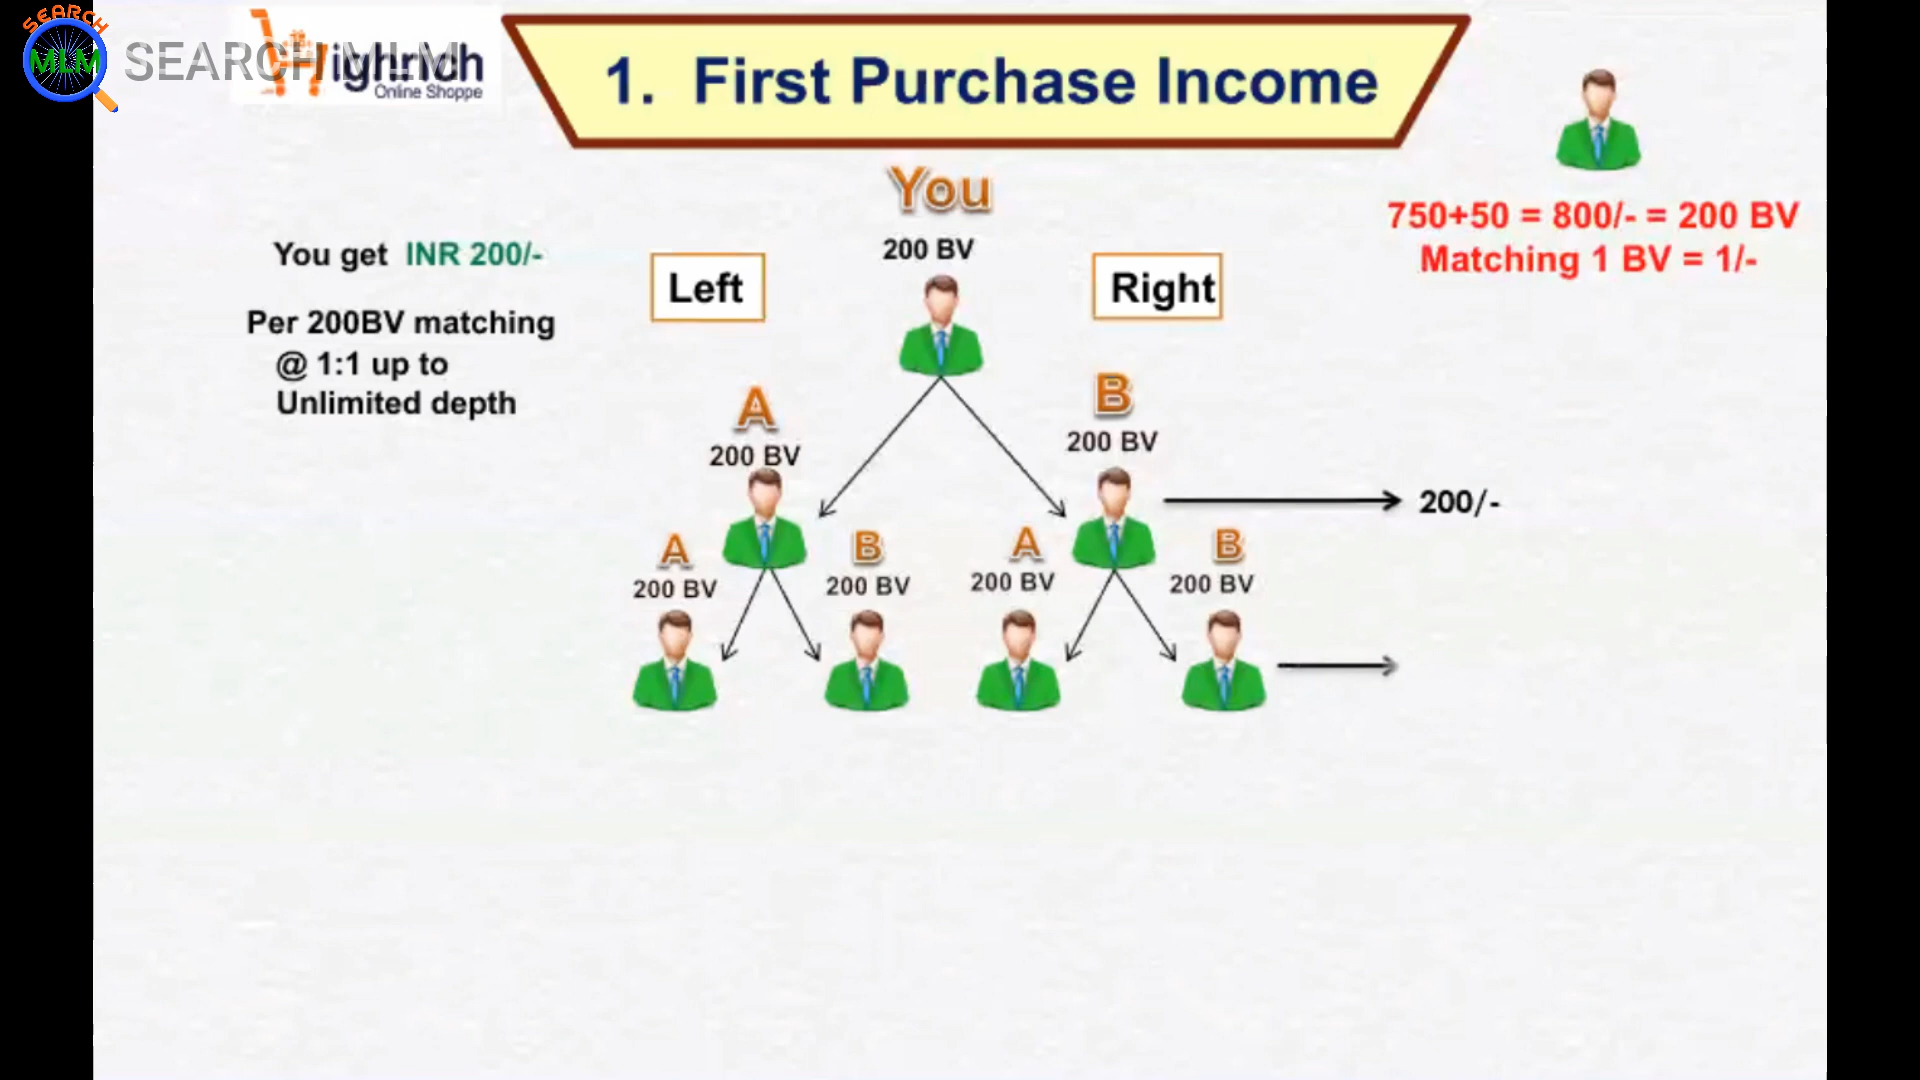 SEARCH
MLM
SEARCH MLM
Highrich
Online Shoppe
1. First Purchase Income
You
200 BV
750+50 = 800/- = 200 BV
Matching 1 BV = 1/-
You get INR 200/-
Per 200BV matching
@ 1:1 up to
Unlimited depth
Left
Right
A
200 BV
B
200 BV
200/-
A
200 BV
B
200 BV
A
200 BV
B
200 BV